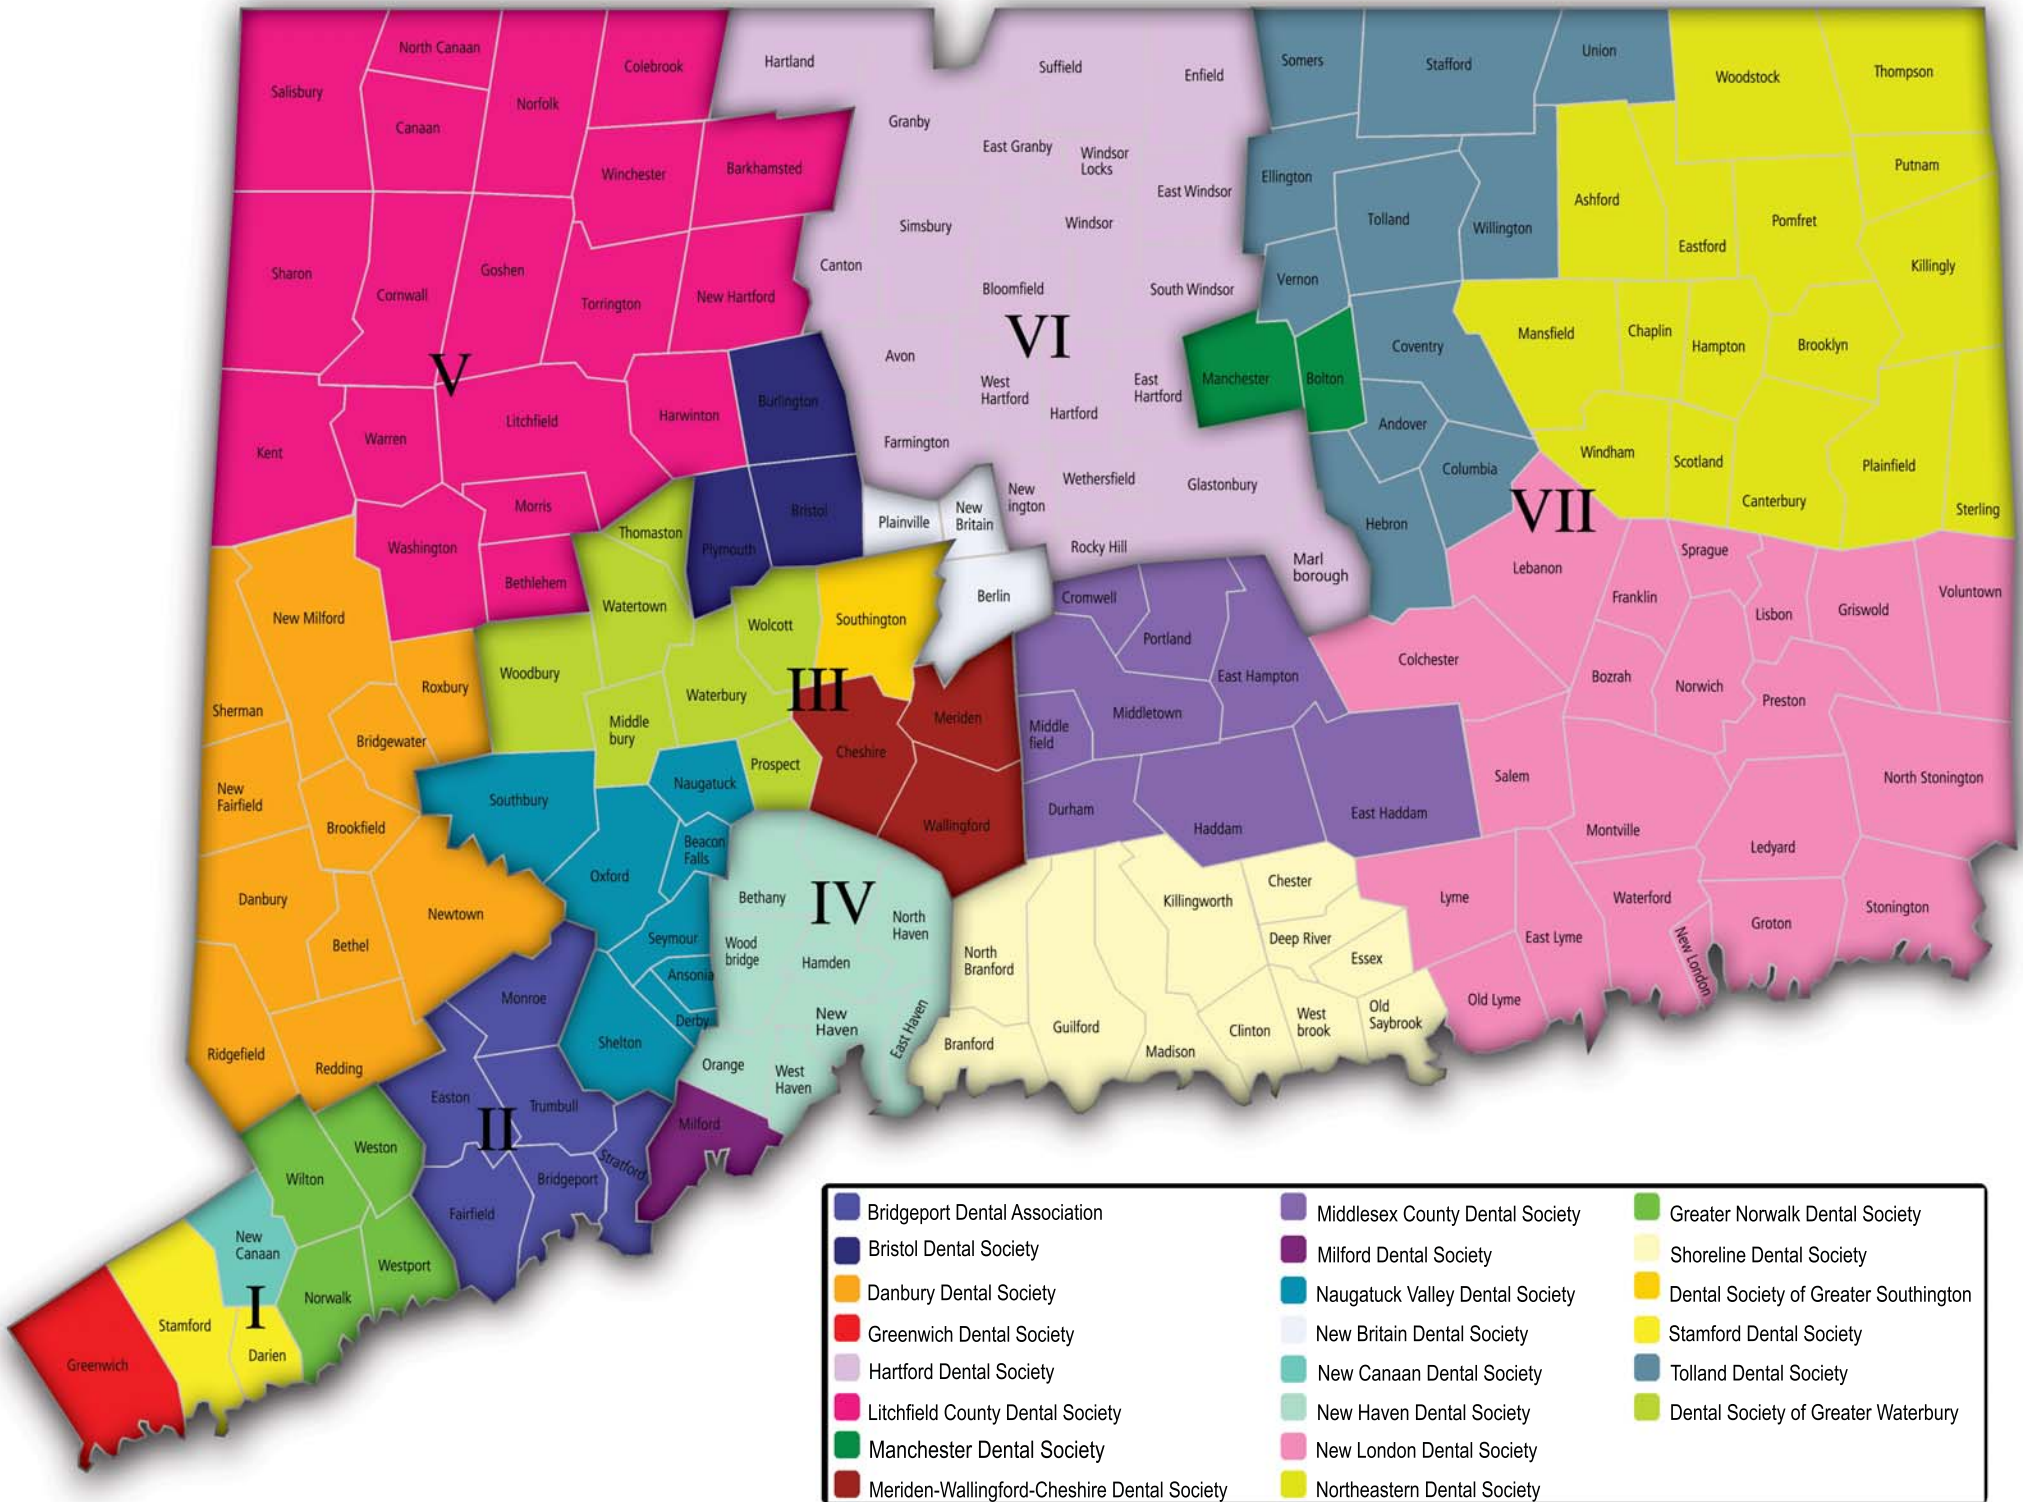 North Canaan
Colebrook
Hartland
Suffield
Enfield
Somers
Stafford
Union
Woodstock
Thompson
Salisbury
Canaan
Norfolk
Granby
East Granby
Windsor
Locks
Winchester
Barkhamsted
East Windsor
Ellington
Tolland
Willington
Ashford
Eastford
Pomfret
Putnam
Killingly
Sharon
Cornwall
Goshen
Torrington
New Hartford
Canton
Simsbury
Windsor
Bloomfield
South Windsor
Vernon
V
VI
Avon
West
Hartford
Hartford
East
Hartford
Manchester
Bolton
Coventry
Mansfield
Chaplin
Hampton
Brooklyn
Kent
Warren
Litchfield
Harwinton
Burlington
Farmington
Andover
Columbia
Windham
Scotland
Canterbury
Plainfield
Sterling
Morris
Washington
Bethlehem
Thomaston
Plymouth
Bristol
Plainville
New
Britain
New
ington
Wethersfield
Glastonbury
Rocky Hill
Marl
borough
Hebron
VII
Lebanon
Sprague
Franklin
Lisbon
Griswold
Voluntown
New Milford
Watertown
Wolcott
Southington
Berlin
Cromwell
Portland
East Hampton
Colchester
Bozrah
Norwich
Preston
Sherman
Roxbury
Bridgewater
Woodbury
Middle
bury
Waterbury
III
Prospect
Cheshire
Meriden
Middle
field
Middletown
New
Fairfield
Brookfield
Southbury
Naugatuck
Beacon
Falls
Wallingford
Durham
Haddam
East Haddam
Salem
Montville
Ledyard
North Stonington
Danbury
Bethel
Newtown
Oxford
Seymour
Ansonia
Derby
Bethany
IV
Wood
bridge
North
Haven
Hamden
New
Haven
East Haven
North
Branford
Killingworth
Chester
Deep River
Essex
Lyme
East Lyme
Waterford
New London
Groton
Stonington
Ridgefield
Redding
Monroe
Shelton
Orange
West
Haven
Branford
Guilford
Madison
Clinton
West
brook
Old
Saybrook
Old Lyme
Easton
Trumbull
II
Milford
Weston
Wilton
Stratford
Bridgeport
Fairfield
New
Canaan
Westport
Norwalk
I
Stamford
Darien
Greenwich
Bridgeport Dental Association
Bristol Dental Society
Danbury Dental Society
Greenwich Dental Society
Hartford Dental Society
Litchfield County Dental Society
Manchester Dental Society
Meriden-Wallingford-Cheshire Dental Society
Middlesex County Dental Society
Milford Dental Society
Naugatuck Valley Dental Society
New Britain Dental Society
New Canaan Dental Society
New Haven Dental Society
New London Dental Society
Northeastern Dental Society
Greater Norwalk Dental Society
Shoreline Dental Society
Dental Society of Greater Southington
Stamford Dental Society
Tolland Dental Society
Dental Society of Greater Waterbury